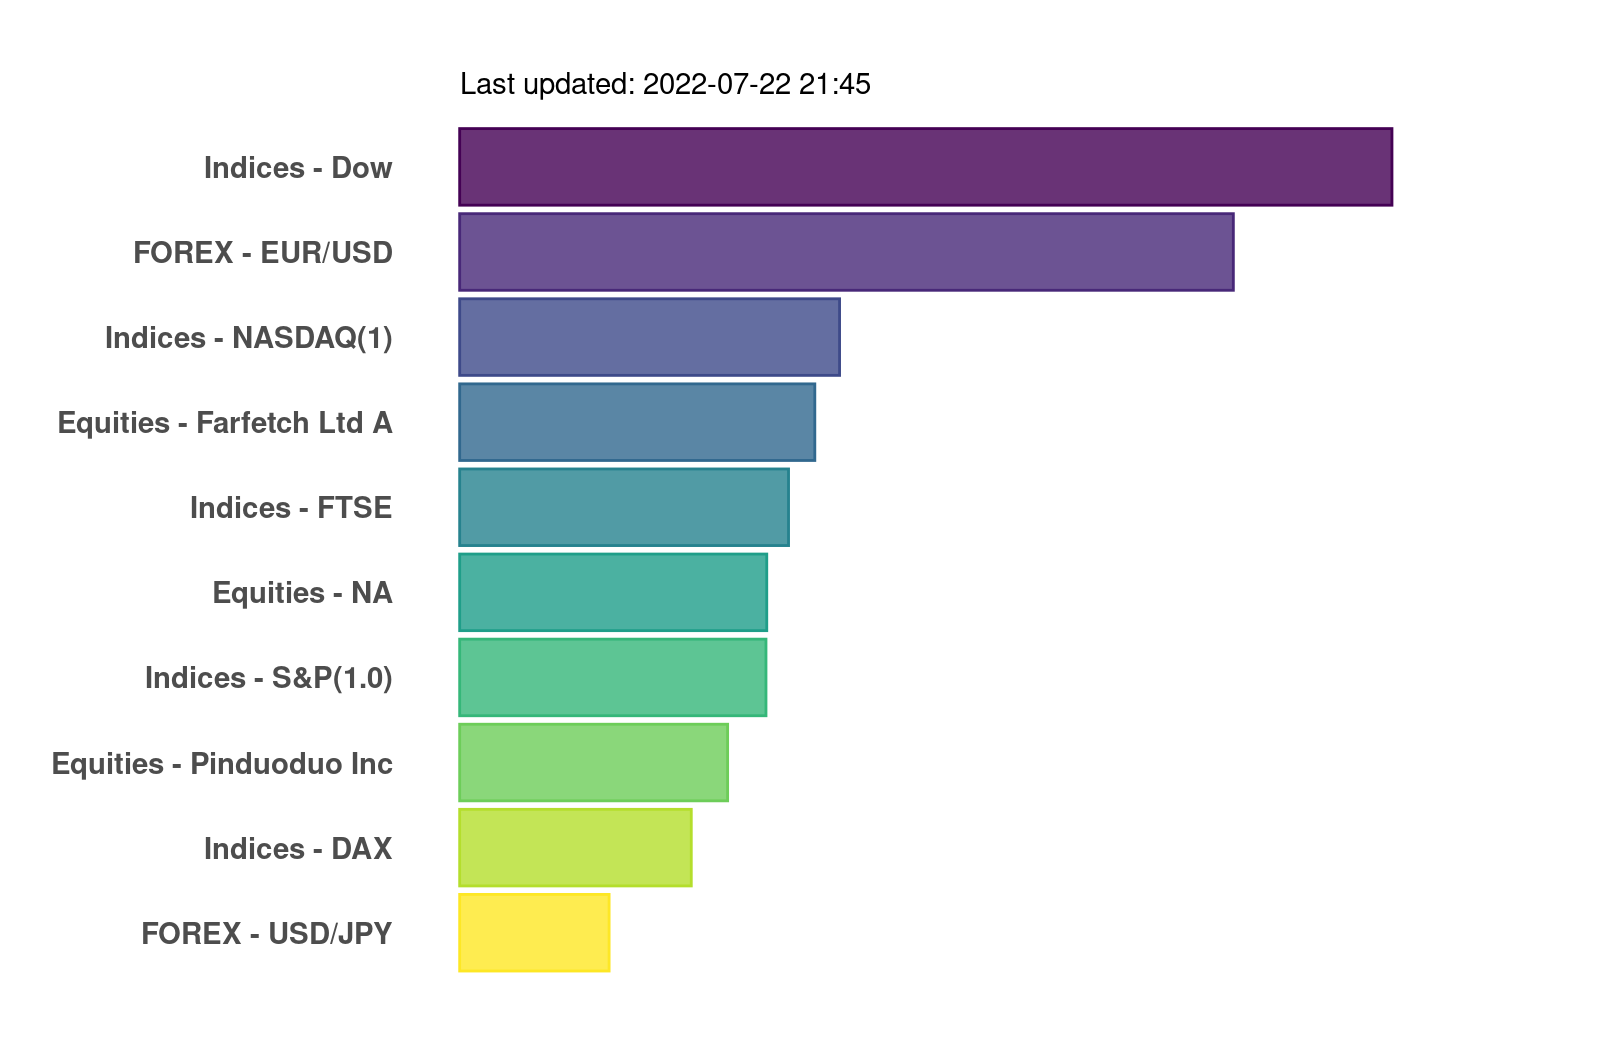 Last updated: 2022-07-22 21:45
Indices - Dow
FOREX - EUR/USD
Indices - NASDAQ(1)
Equities - Farfetch Ltd A
Indices - FTSE
Equities - NA
Indices - S&P(1.0)
Equities - Pinduoduo Inc
Indices - DAX
FOREX - USD/JPY